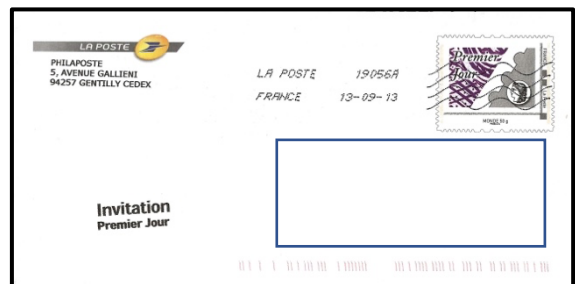 LA POSTE
PHILAPOSTE
5, AVENUE GALLIENI
94257 GENTILLY CEDEX
LA POSTE 19056A
FRANCE 13-09-13
Premier
Jour
MONDE 50 g
Invitation
Premier Jour